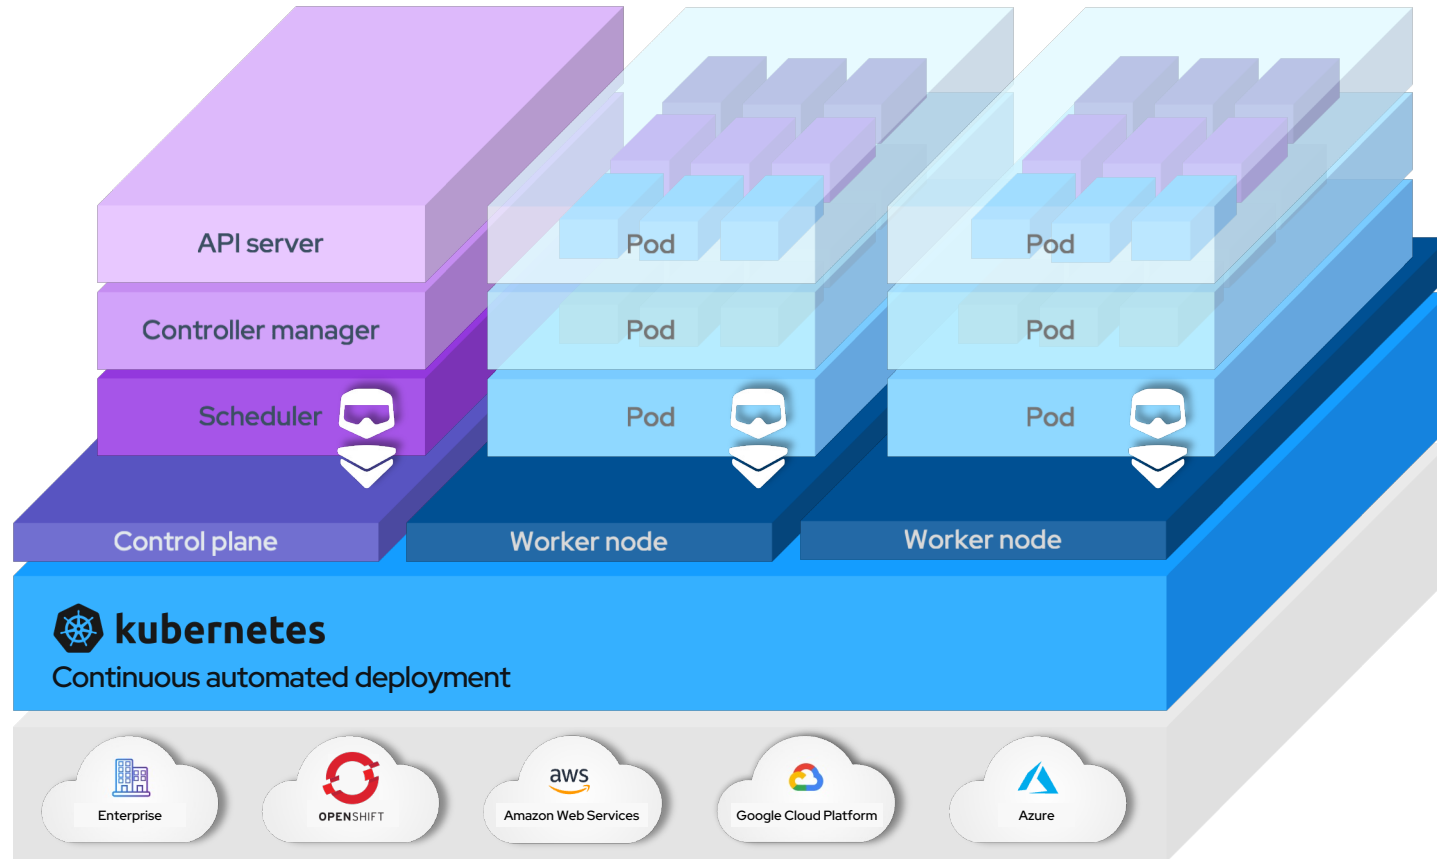 API server
Pod
Pod
Controller manager
Pod
Pod
Scheduler
Pod
Pod
Control plane
Worker node
Worker node
kubernetes
Continuous automated deployment
Enterprise
OPENSHIFT
aws
Amazon Web Services
Google Cloud Platform
Azure